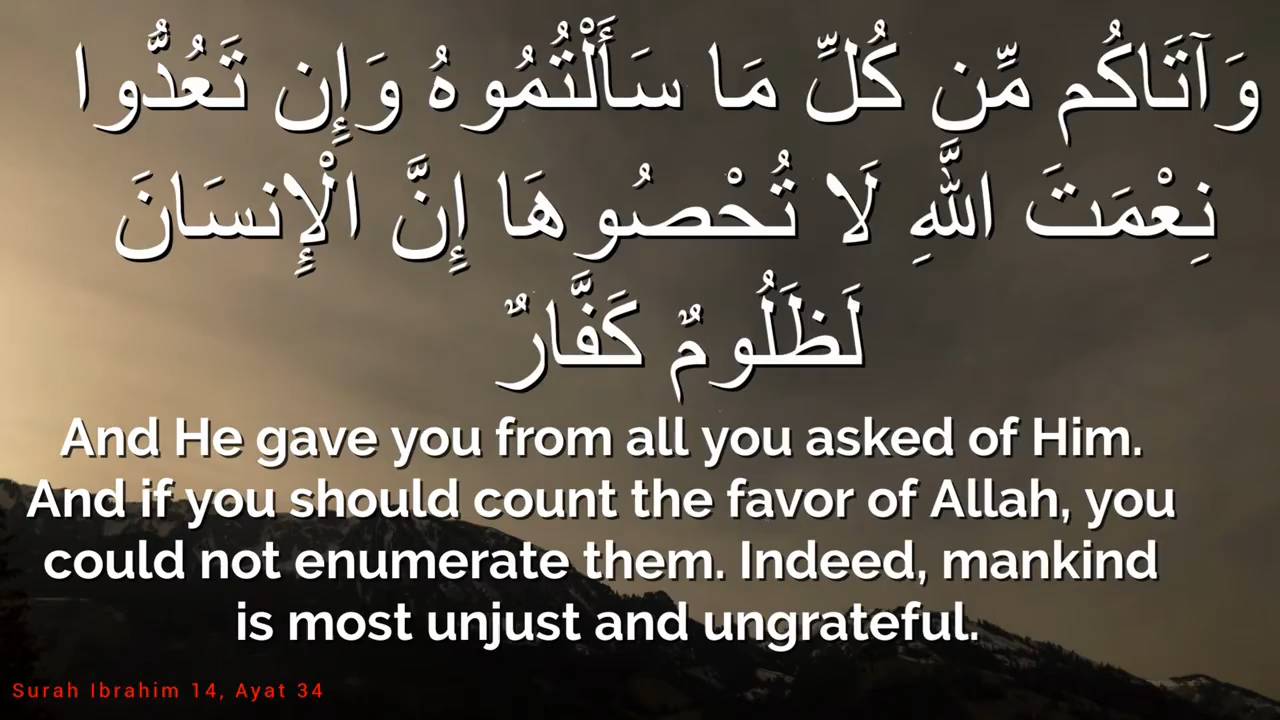 وَآتَاكُم مِّن كُلِّ مَا سَأَلْتُمُوهُ وَإِن تَعُدُّوا
نِعْمَتَ اللَّهِ لَا تُحْصُوهَا إِنَّ الْإِنسَانَ
لَظَلُومٌ كَفَّارٌ
And He gave you from all you asked of Him.
And if you should count the favor of Allah, you
could not enumerate them. Indeed, mankind
is most unjust and ungrateful.
Surah Ibrahim 14, Ayat 34